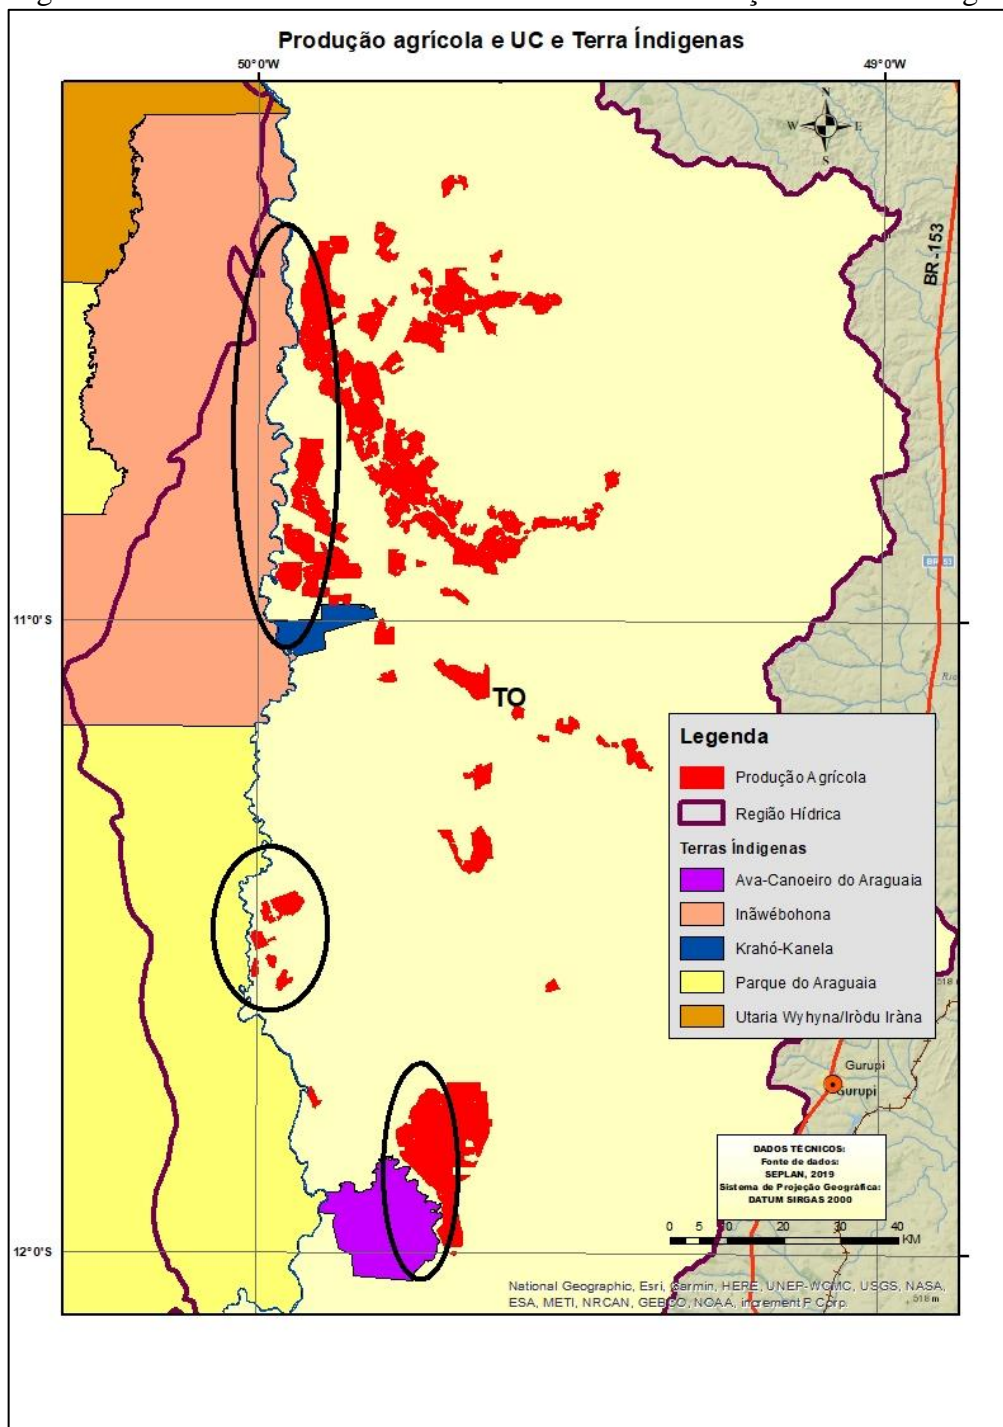 Produção agrícola e UC e Terra Índigenas
50°0'W
49°0'W
N
W
E
S
BR-153
11°0'S
TO
Legenda
Produção Agrícola
Região Hídrica
Terras Índigenas
Ava-Canoeiro do Araguaia
Inãwébohona
Krahó-Kanela
Parque do Araguaia
Utaria Wyhyna/Iròdu Iràna
518 m
Gurupi
Gurupi
DADOS TÉCNICOS:
Fonte de dados:
SEPLAN, 2019
Sistema de Projeção Geográfica:
DATUM SIRGAS 2000
0 5 10 20 30 40
KM
12°0'S
National Geographic, Esri, Garmin, HERE, UNEP-WCMC, USGS, NASA,
ESA, METI, NRCAN, GEBCO, NOAA, increment P Corp.
518 m